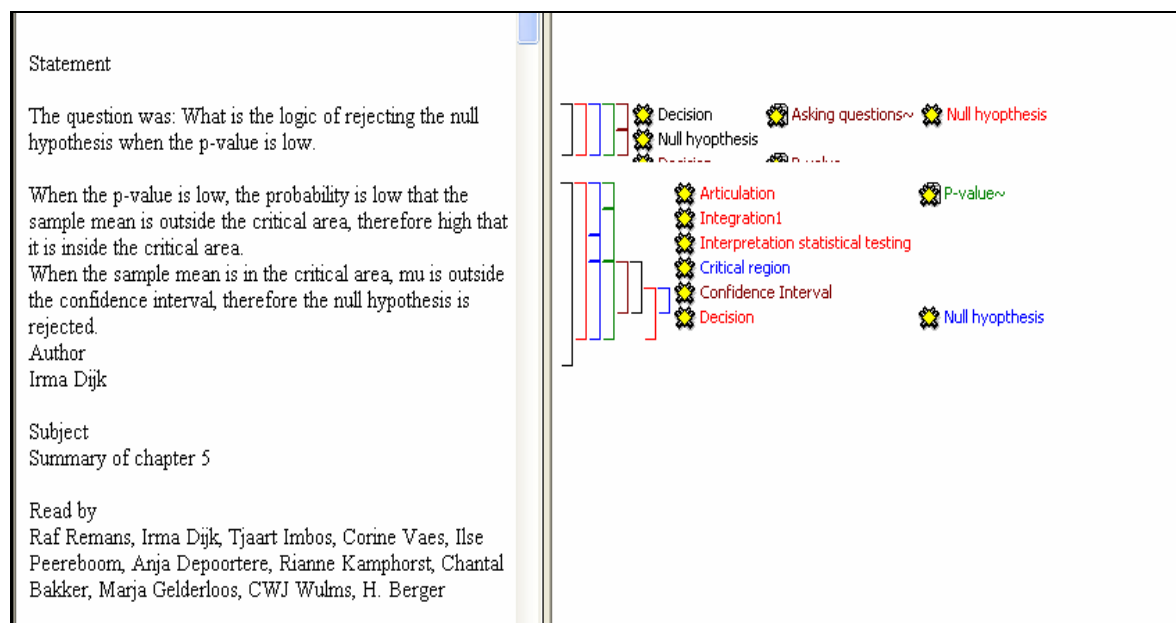 Statement
The question was: What is the logic of rejecting the null
hypothesis when the p-value is low.
When the p-value is low, the probability is low that the
sample mean is outside the critical area, therefore high that
it is inside the critical area.
When the sample mean is in the critical area, mu is outside
the confidence interval, therefore the null hypothesis is
rejected.
Author
Irma Dijk
Subject
Summary of chapter 5
Read by
Raf Remans, Irma Dijk, Tjaart Imbos, Corine Vaes, Ilse
Peereboom, Anja Depoortere, Rianne Kamphorst, Chantal
Bakker, Marja Gelderloos, CWJ Wulms, H. Berger
Decision Asking questions~ Null hyopthesis
Null hyopthesis
Articulation P-value~
Integration1
Interpretation statistical testing
Critical region
Confidence Interval
Decision Null hyopthesis